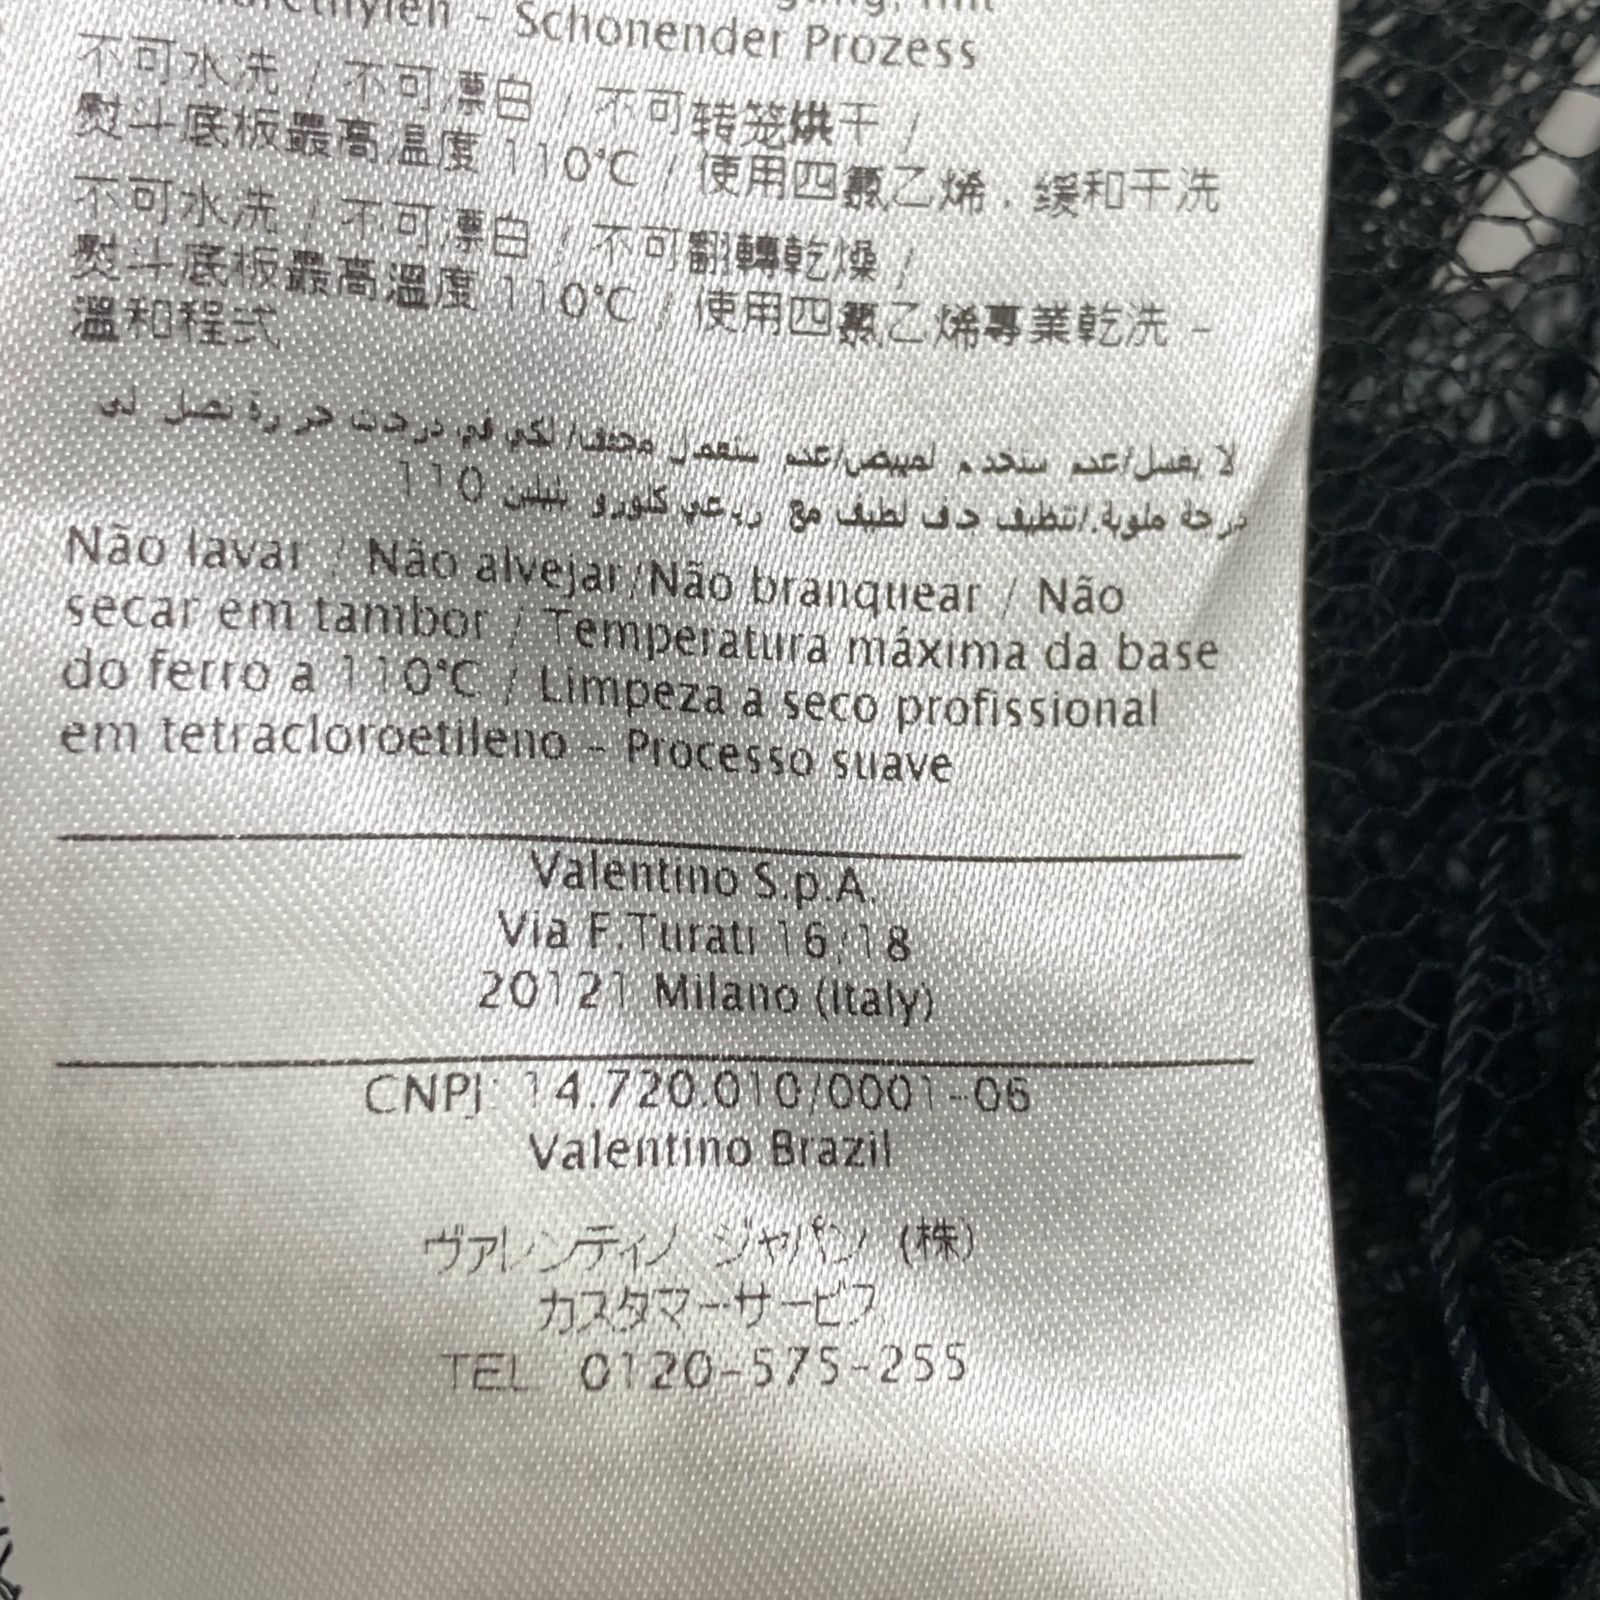 - Schonender Prozess
不可水洗 / 不可漂白 / 不可转笼烘干 /
熨斗底板最高温度 110°C / 使用四氯乙烯 . 缓和干洗
不可水洗 / 不可漂白 / 不可翻轉乾燥 /
熨斗底板最高溫度 110°C / 使用四氯乙烯專業乾洗 -
溫和程式
110
Não lavar / Não alvejar/Não branquear / Não
secar em tambor / Temperatura máxima da base
do ferro a 110°C / Limpeza a seco profissional
em tetracloroetileno - Processo suave
Valentino S.p.A.
Via F.Turati 16/18
20121 Milano (Italy)
CNPJ: 14.720.010/0001-06
Valentino Brazil
ヴァレンティノ ジャパン (株)
カスタマーサービス
TEL 0120-575-255